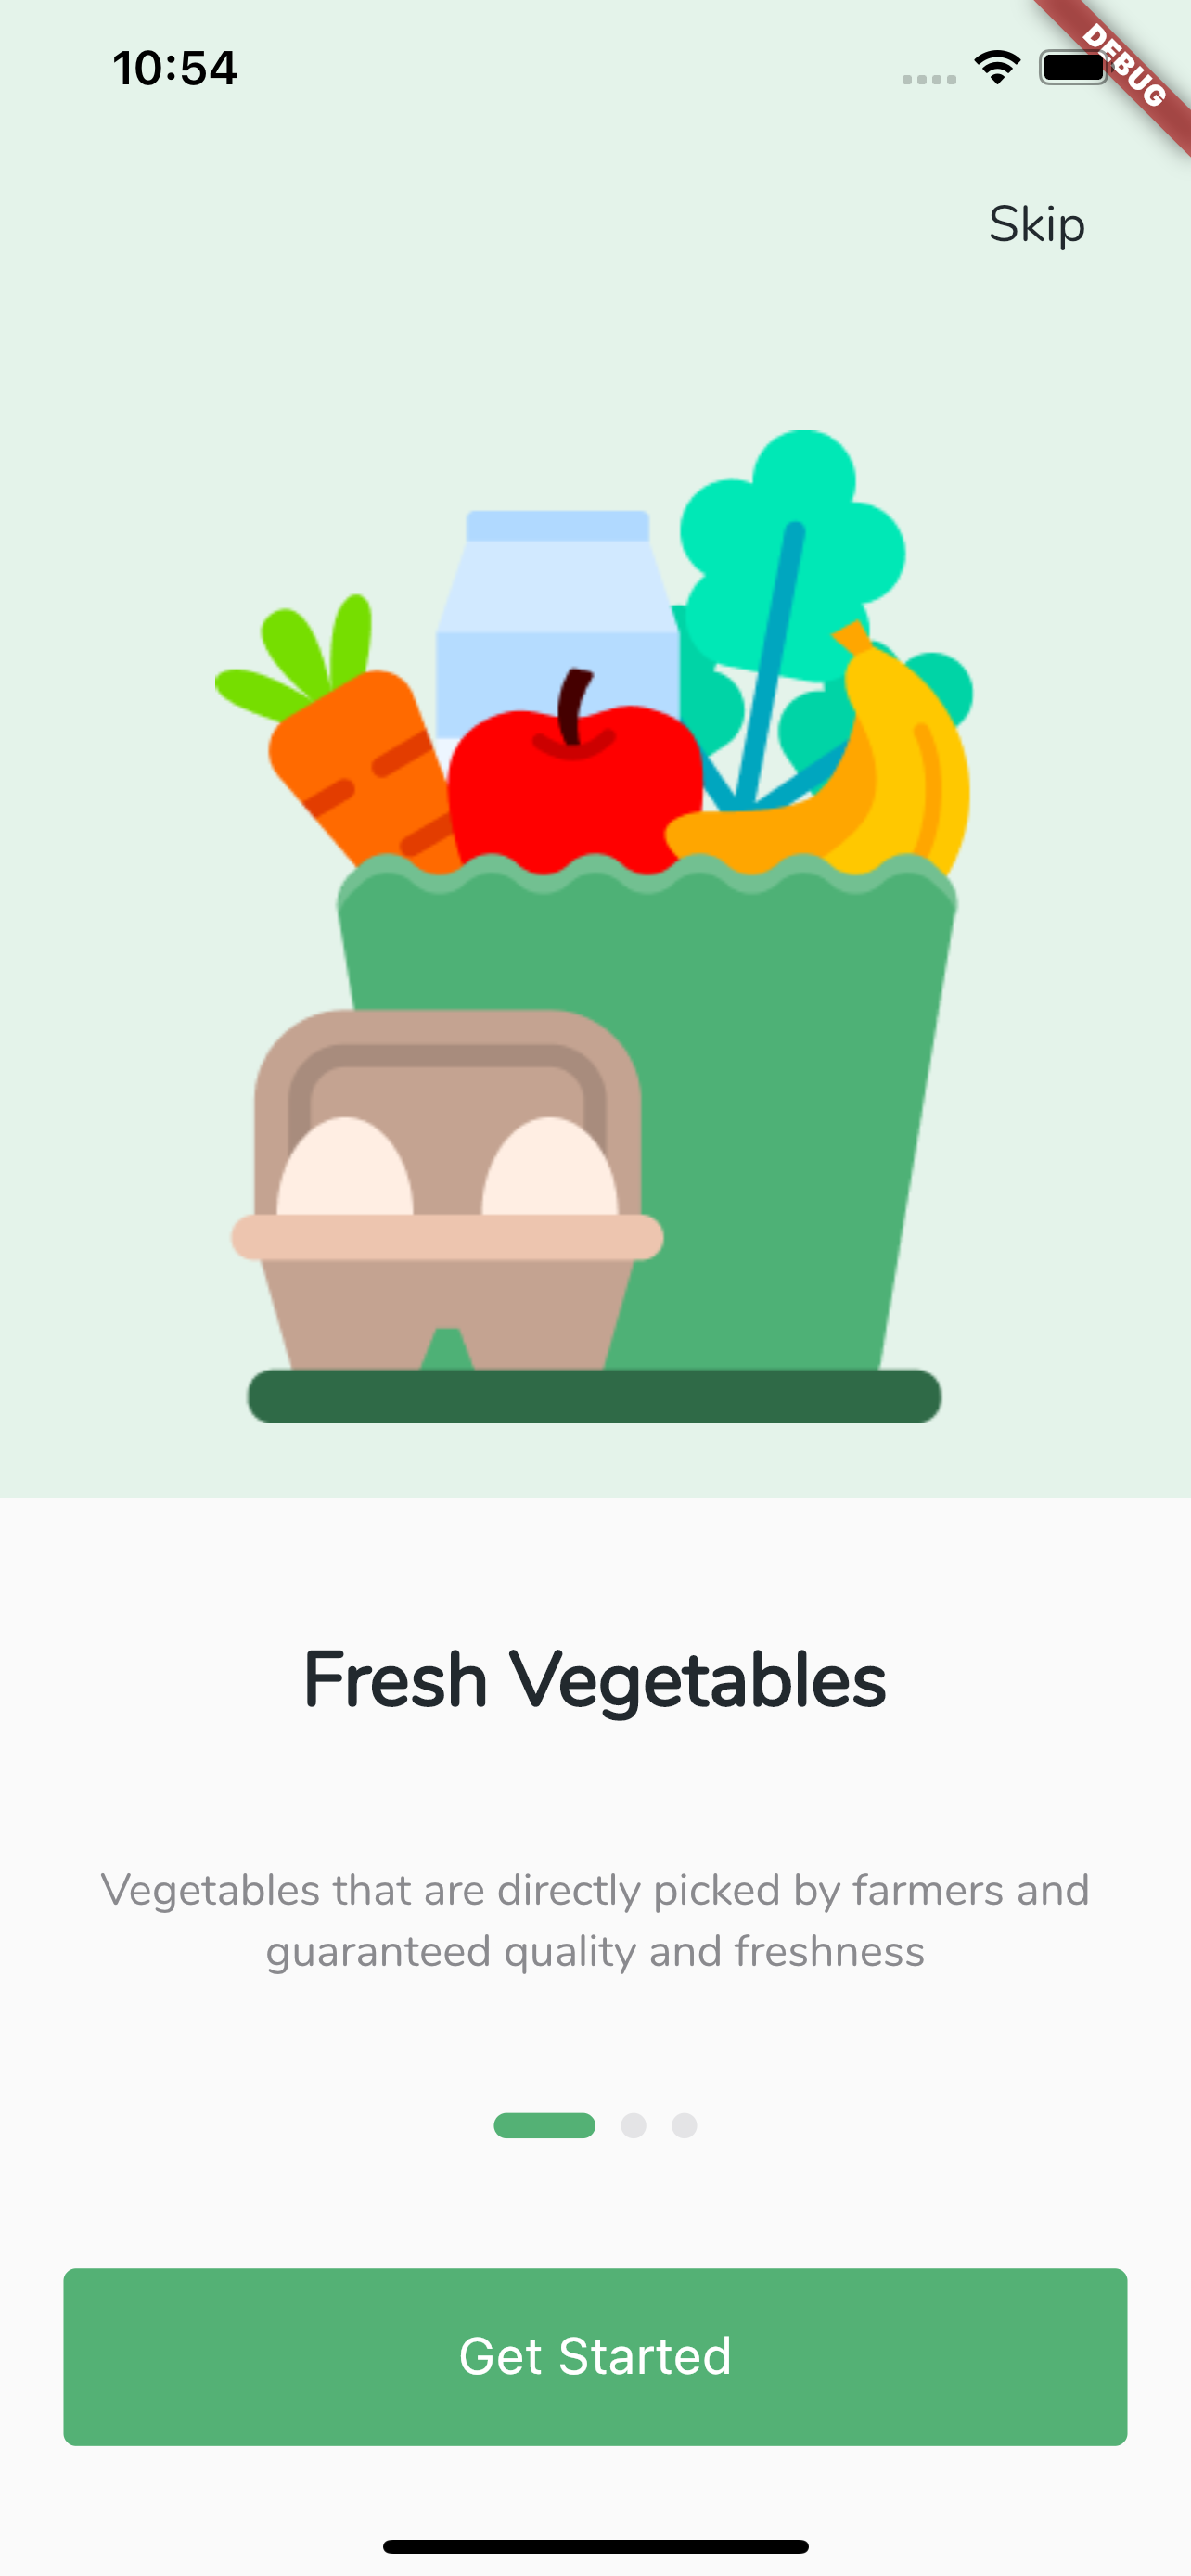 10:54
DEBUG
Skip
Fresh Vegetables
Vegetables that are directly picked by farmers and
guaranteed quality and freshness
Get Started